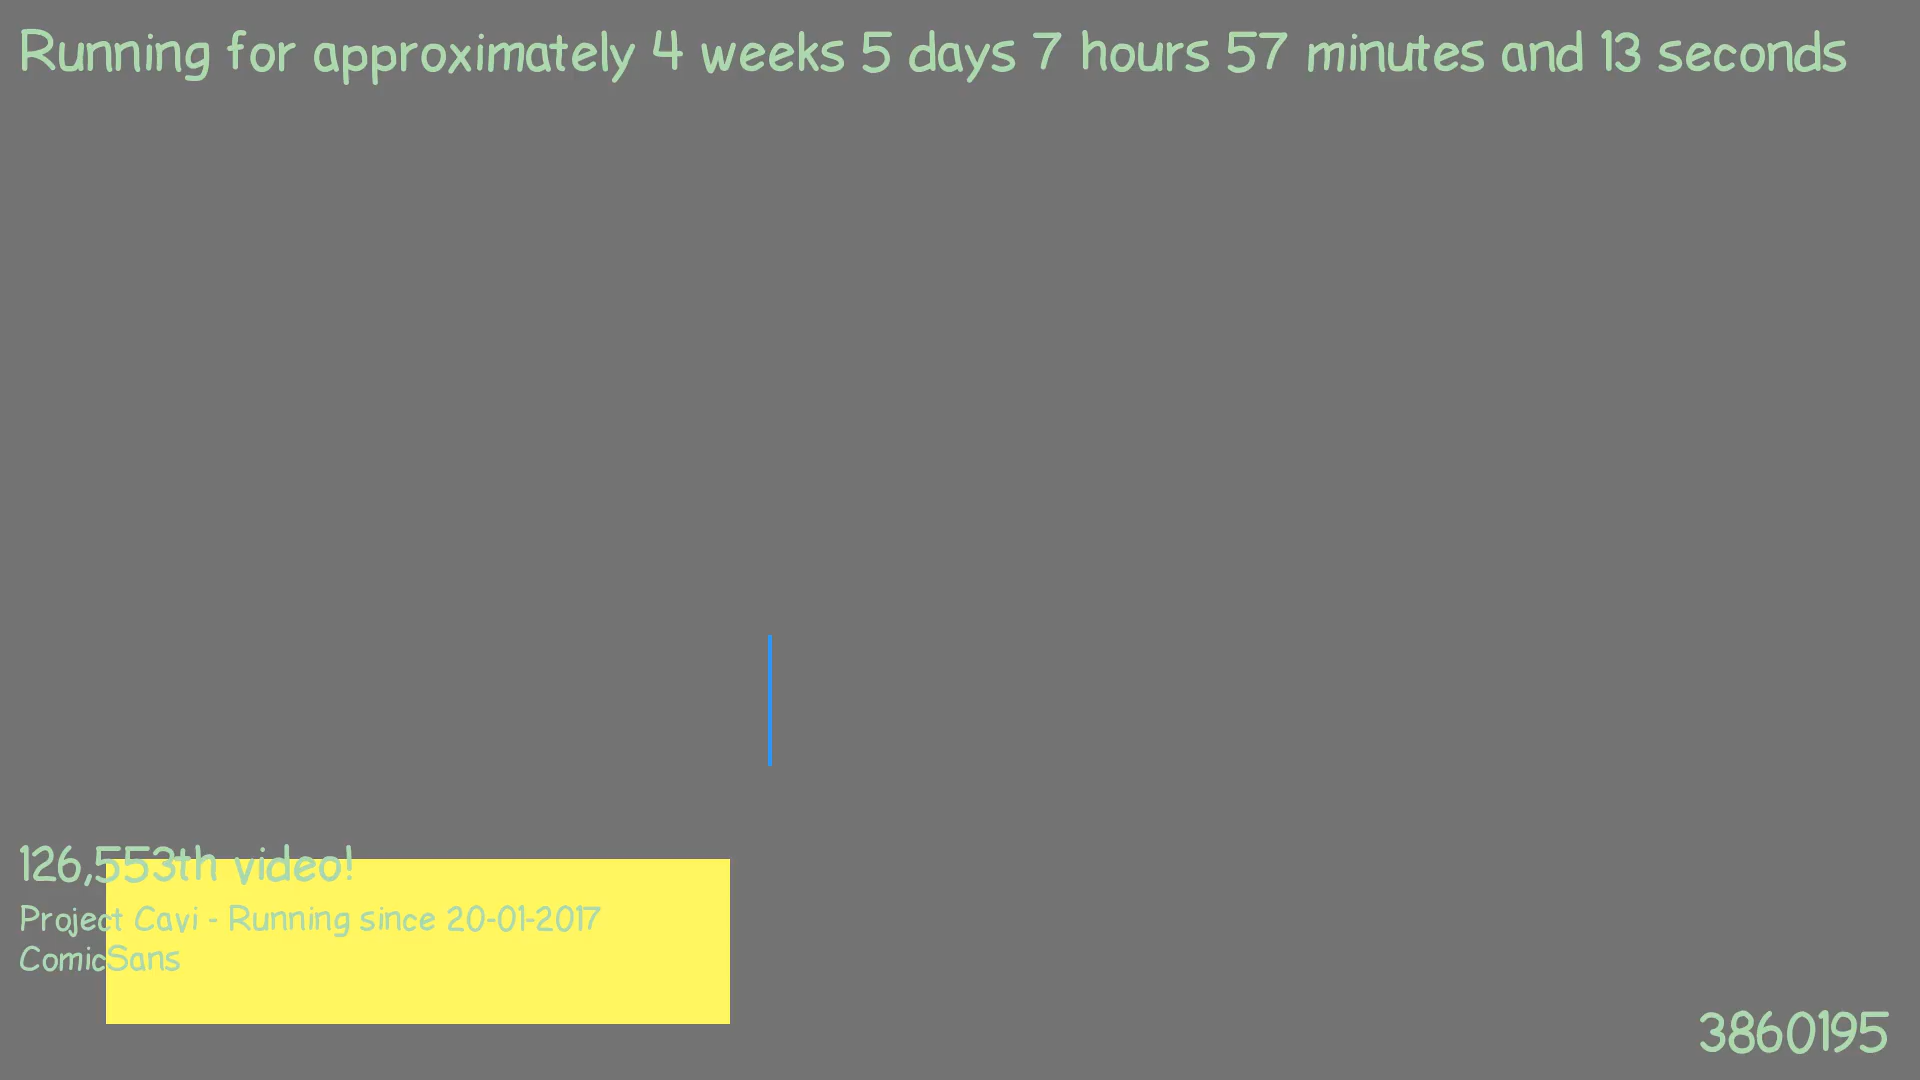 Running for approximately 4 weeks 5 days 7 hours 57 minutes and 13 seconds
126,553th video!
Project Cavi - Running since 20-01-2017
ComicSans
3860195